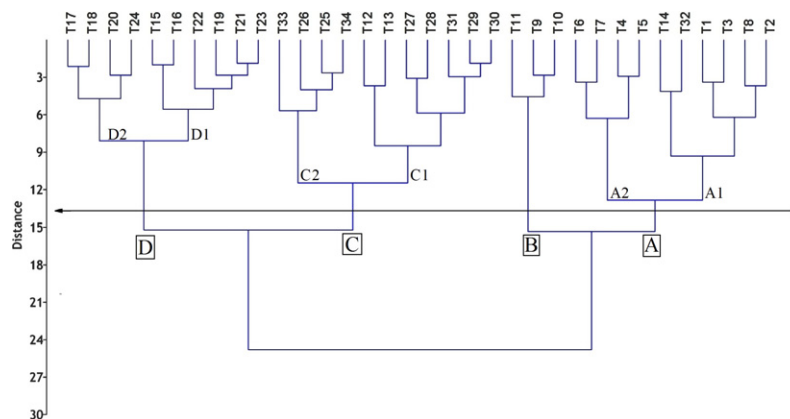 T17 T18 T20 T24 T15 T16 T22 T19 T21 T23 T33 T26 T25 T34 T12 T13 T27 T28 T31 T29 T30 T11 T9 T10 T6 T7 T4 T5 T14 T32 T1 T3 T8 T2
3
6
D2 D1
9
C2 C1
12
A2 A1
15
D C B A
18
21
24
27
30
Distance